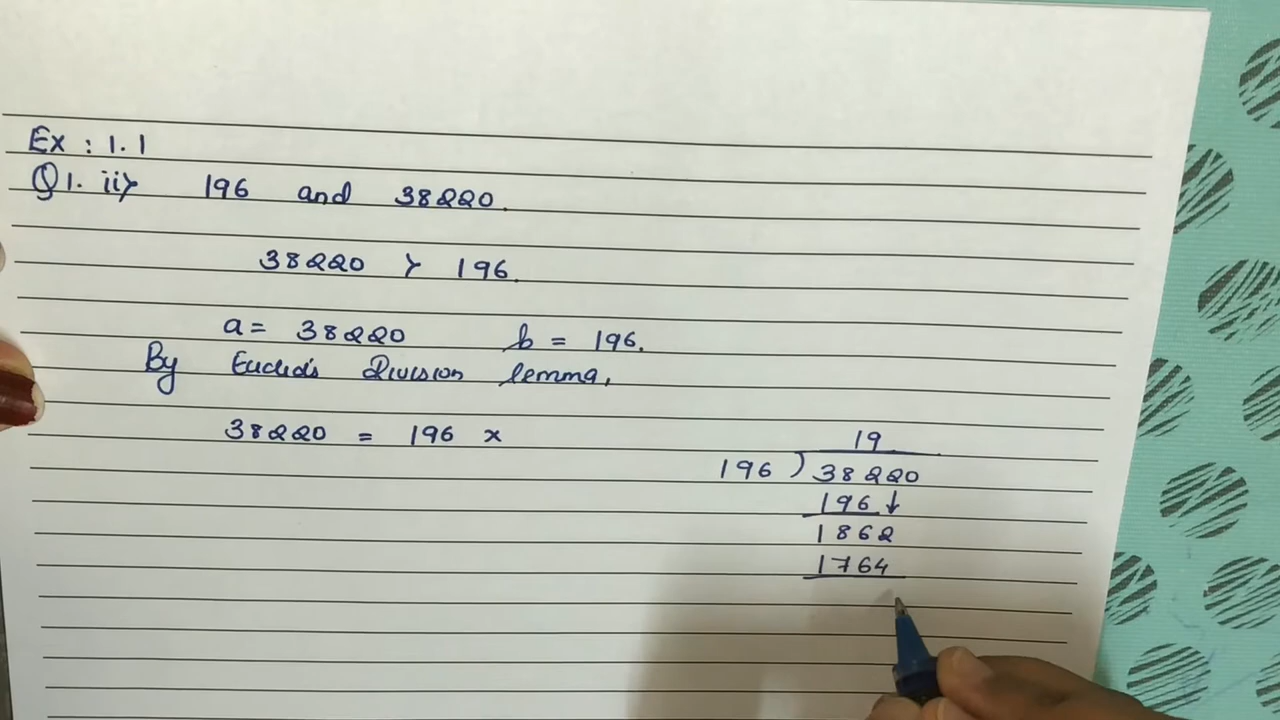 Ex : 1.1
Q1. ii> 196 and 38220.
38220 > 196.
a = 38220 b = 196.
By Euclid's Division lemma,
38220 = 196 x
19
196 ) 38220
196 ↓
1862
1764